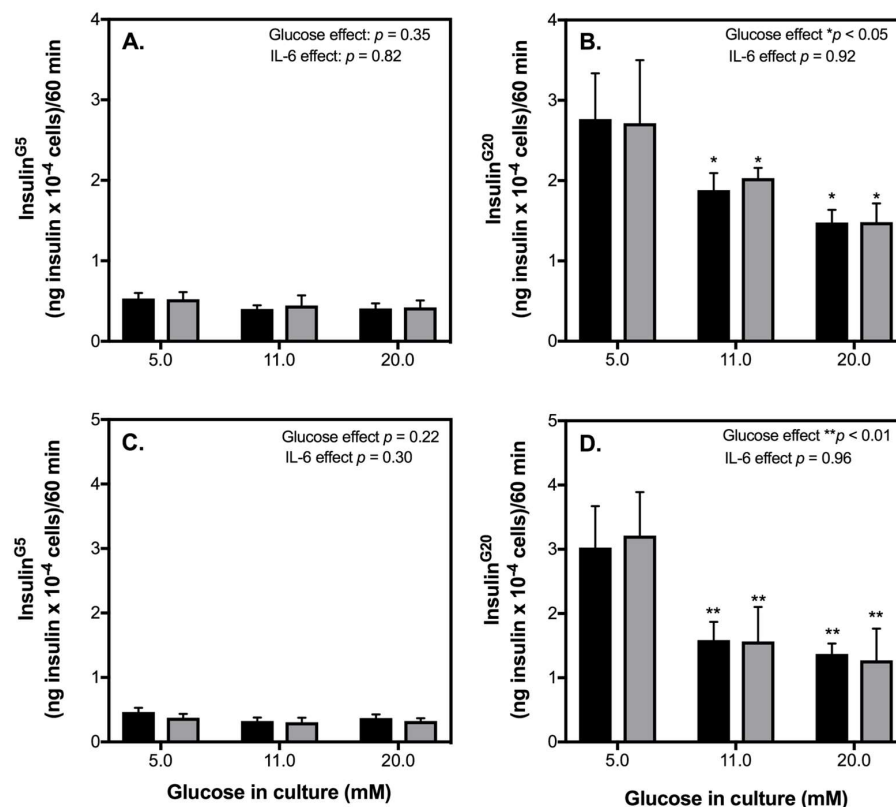 A.
Glucose effect: p = 0.35
IL-6 effect: p = 0.82
Insulin^G5
(ng insulin x 10^-4 cells)/60 min
4
3
2
1
0
5.0 11.0 20.0
B.
Glucose effect *p < 0.05
IL-6 effect p = 0.92
Insulin^G20
(ng insulin x 10^-4 cells)/60 min
4
3
2
1
0
* *
* *
5.0 11.0 20.0
C.
Glucose effect p = 0.22
IL-6 effect p = 0.30
Insulin^G5
(ng insulin x 10^-4 cells)/60 min
5
4
3
2
1
0
5.0 11.0 20.0
Glucose in culture (mM)
D.
Glucose effect **p < 0.01
IL-6 effect p = 0.96
Insulin^G20
(ng insulin x 10^-4 cells)/60 min
5
4
3
2
1
0
** **
** **
5.0 11.0 20.0
Glucose in culture (mM)